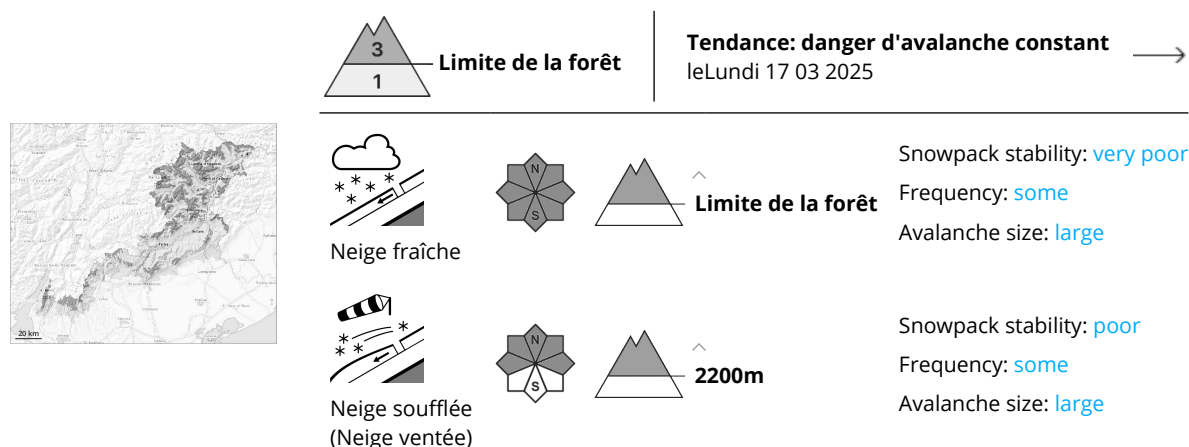 3
1
Limite de la forêt
Tendance: danger d'avalanche constant
leLundi 17 03 2025
20 km
N
S
Limite de la forêt
Snowpack stability: very poor
Frequency: some
Avalanche size: large
Neige fraîche
N
S
2200m
Snowpack stability: poor
Frequency: some
Avalanche size: large
Neige soufflée
(Neige ventée)